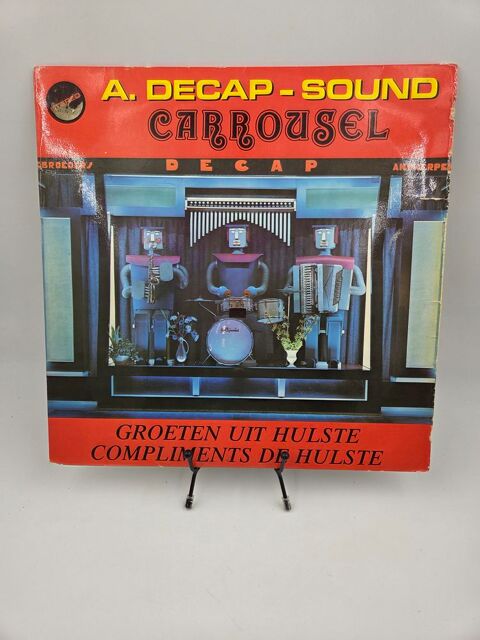 A. DECAP - SOUND
CARROUSEL
DECAP
GROETEN UIT HULSTE
COMPLIMENTS DE HULSTE